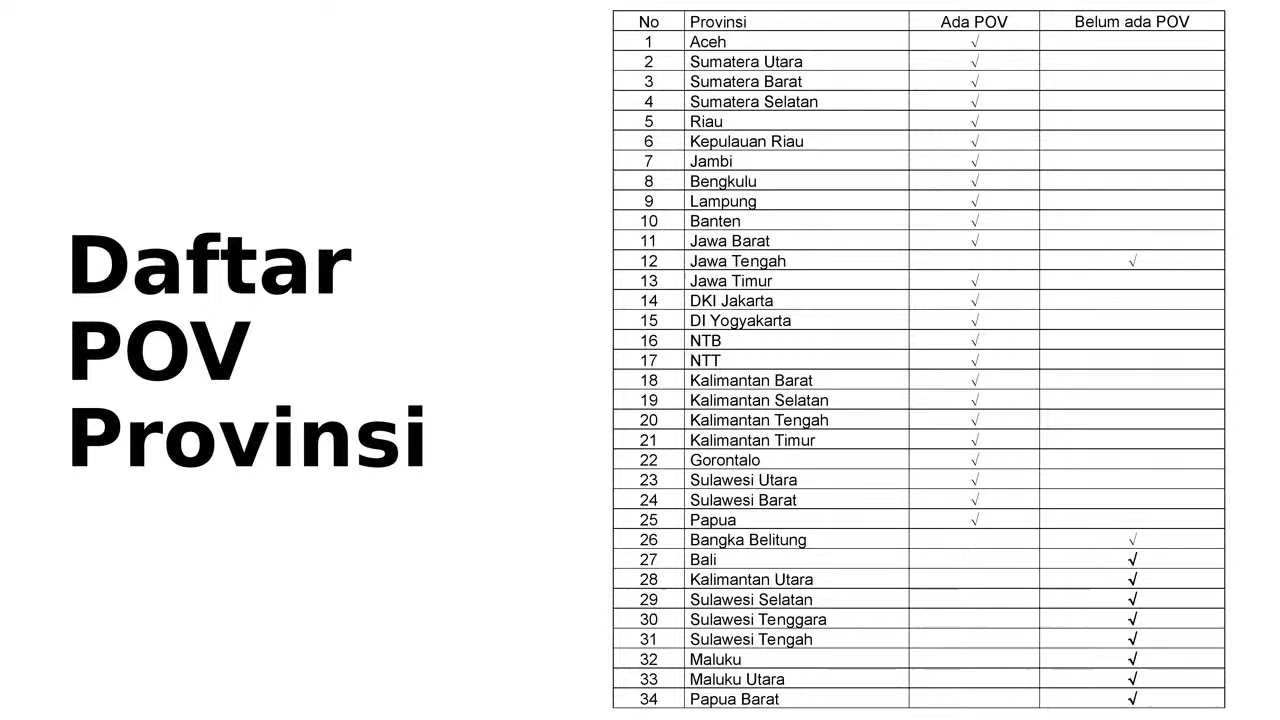 Daftar
POV
Provinsi
No Provinsi Ada POV Belum ada POV
1 Aceh √
2 Sumatera Utara √
3 Sumatera Barat √
4 Sumatera Selatan √
5 Riau √
6 Kepulauan Riau √
7 Jambi √
8 Bengkulu √
9 Lampung √
10 Banten √
11 Jawa Barat √
12 Jawa Tengah √
13 Jawa Timur √
14 DKI Jakarta √
15 DI Yogyakarta √
16 NTB √
17 NTT √
18 Kalimantan Barat √
19 Kalimantan Selatan √
20 Kalimantan Tengah √
21 Kalimantan Timur √
22 Gorontalo √
23 Sulawesi Utara √
24 Sulawesi Barat √
25 Papua √
26 Bangka Belitung √
27 Bali √
28 Kalimantan Utara √
29 Sulawesi Selatan √
30 Sulawesi Tenggara √
31 Sulawesi Tengah √
32 Maluku √
33 Maluku Utara √
34 Papua Barat √